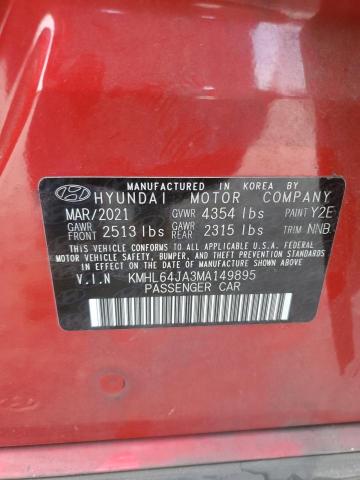 MANUFACTURED IN KOREA BY
HYUNDAI MOTOR COMPANY
MAR/2021 GVWR 4354 lbs PAINT Y2E
GAWR FRONT 2513 lbs GAWR REAR 2315 lbs TRIM NNB
THIS VEHICLE CONFORMS TO ALL APPLICABLE U.S.A. FEDERAL
MOTOR VEHICLE SAFETY, BUMPER, AND THEFT PREVENTION STANDARDS
IN EFFECT ON THE DATE OF MANUFACTURE SHOWN ABOVE.
V.I.N KMHL64JA3MA149895
PASSENGER CAR